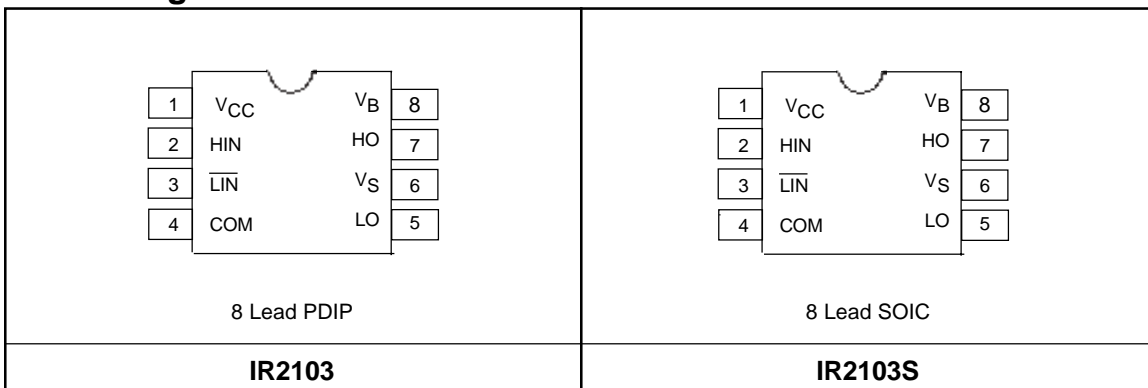 1 VCC VB 8
2 HIN HO 7
3 LIN VS 6
4 COM LO 5
8 Lead PDIP
IR2103
1 VCC VB 8
2 HIN HO 7
3 LIN VS 6
4 COM LO 5
8 Lead SOIC
IR2103S